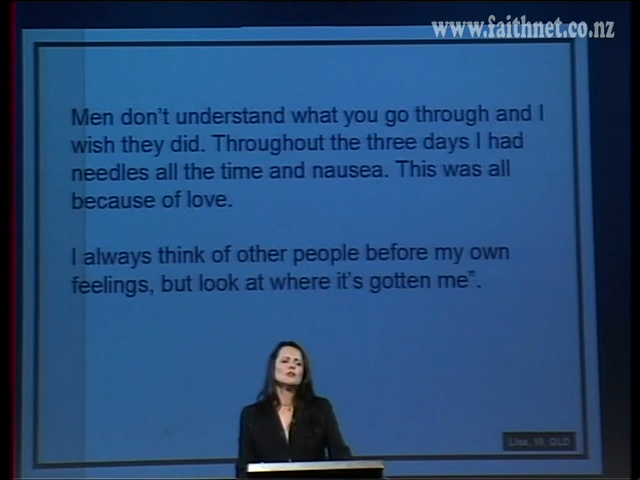 www.faithnet.co.nz
Men don't understand what you go through and I
wish they did. Throughout the three days I had
needles all the time and nausea. This was all
because of love.
I always think of other people before my own
feelings, but look at where it's gotten me".
Lisa, 19, QLD